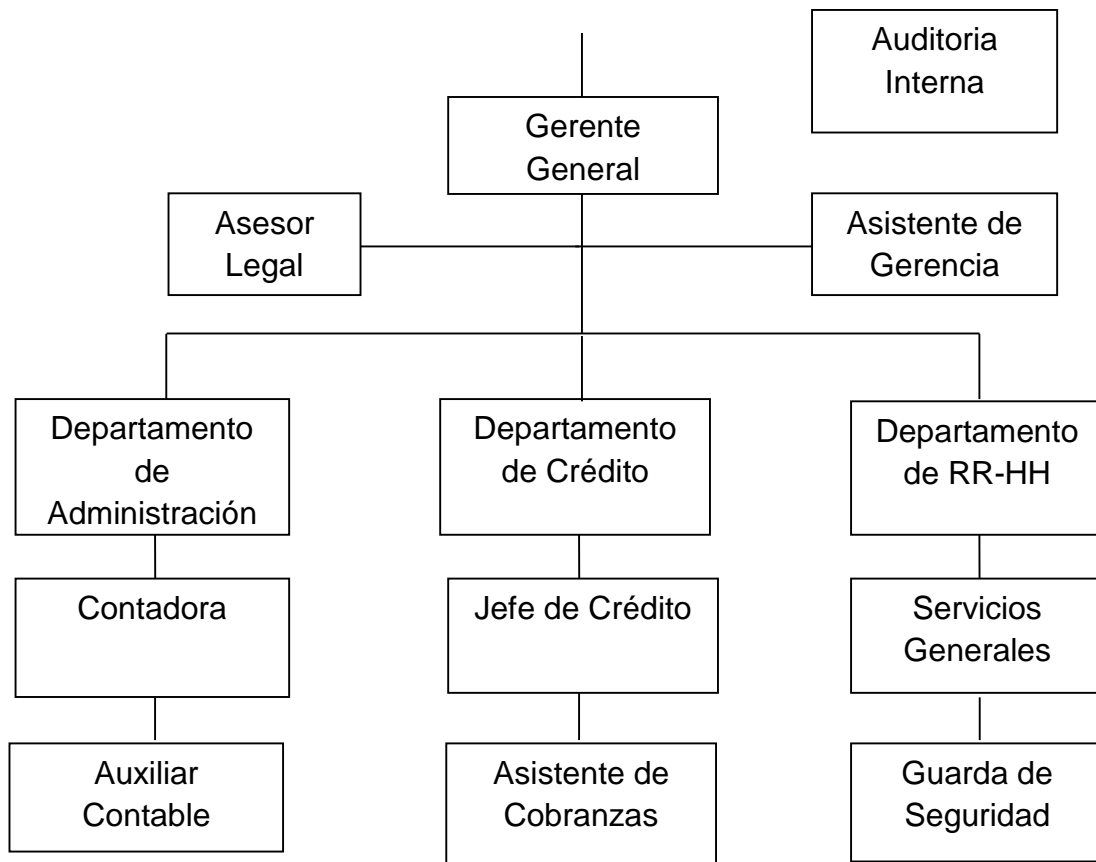 Auditoria
Interna
Gerente
General
Asesor
Legal
Asistente de
Gerencia
Departamento
de
Administración
Departamento
de Crédito
Departamento
de RR-HH
Contadora
Jefe de Crédito
Servicios
Generales
Auxiliar
Contable
Asistente de
Cobranzas
Guarda de
Seguridad